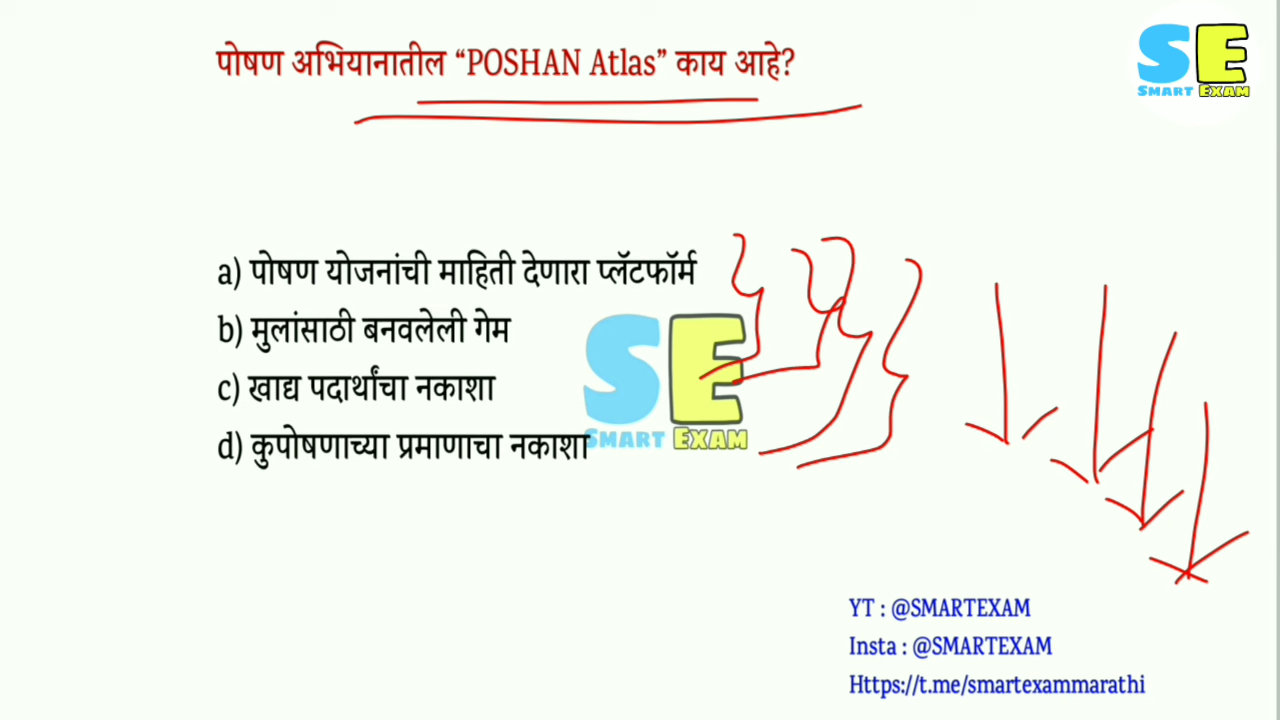 पोषण अभियानातील “POSHAN Atlas” काय आहे?
SE
SMART EXAM
a) पोषण योजनांची माहिती देणारा प्लॅटफॉर्म
b) मुलांसाठी बनवलेली गेम
c) खाद्य पदार्थांचा नकाशा
d) कुपोषणाच्या प्रमाणाचा नकाशा
SE
SMART EXAM
YT : @SMARTEXAM
Insta : @SMARTEXAM
Https://t.me/smartexammarathi